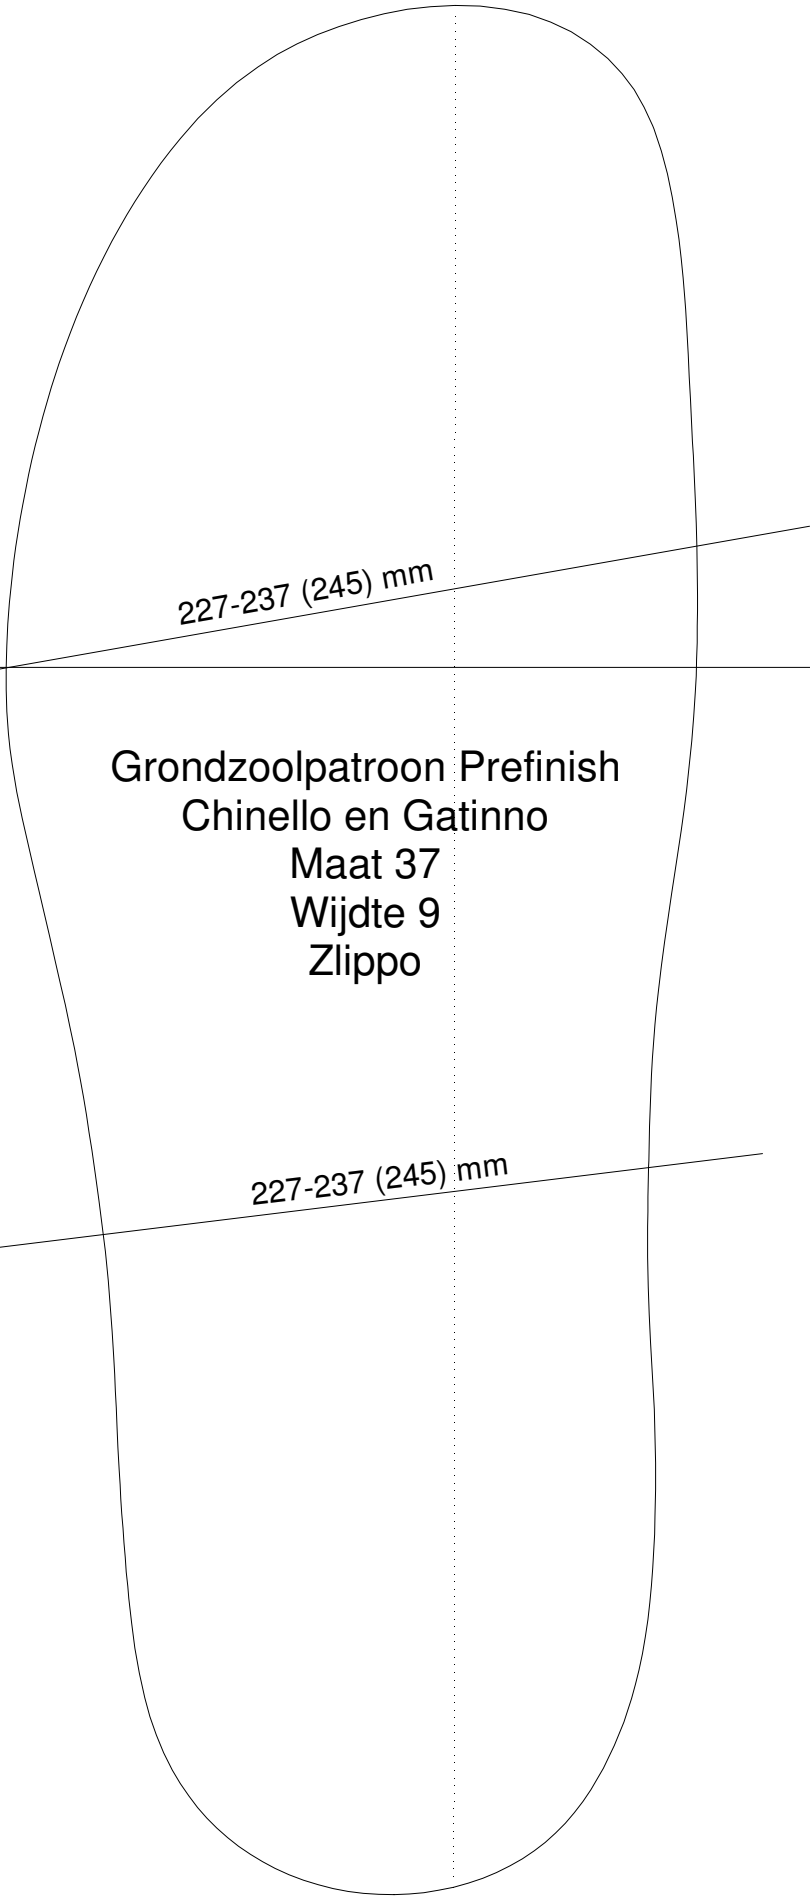 227-237 (245) mm
Grondzoolpatroon Prefinish
Chinello en Gatinno
Maat 37
Wijdte 9
Zlippo
227-237 (245) mm